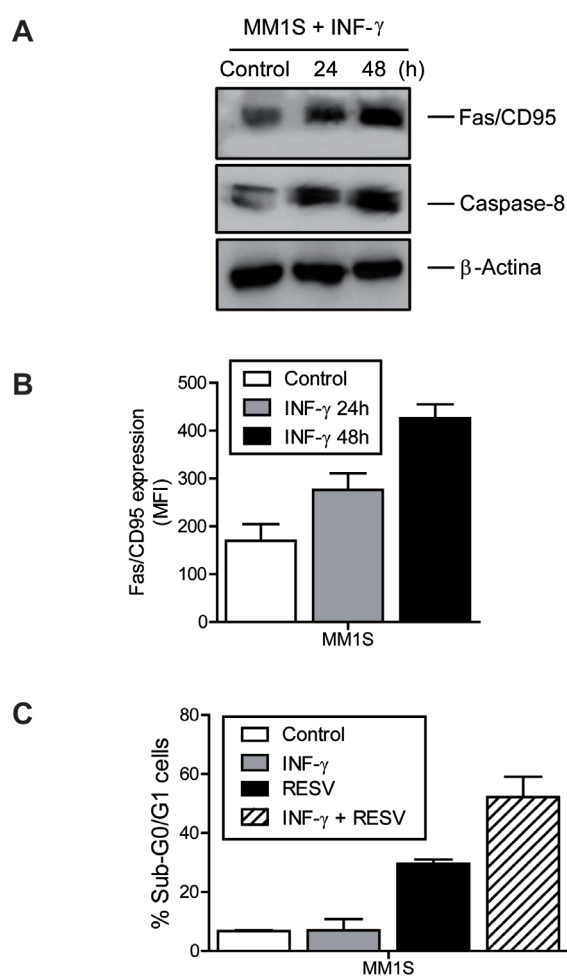 A
MM1S + INF-γ
Control 24 48 (h)
Fas/CD95
Caspase-8
β-Actina
B
Fas/CD95 expression
(MFI)
500
400
300
200
100
0
Control
INF-γ 24h
INF-γ 48h
MM1S
C
% Sub-G0/G1 cells
80
60
40
20
0
Control
INF-γ
RESV
INF-γ + RESV
MM1S